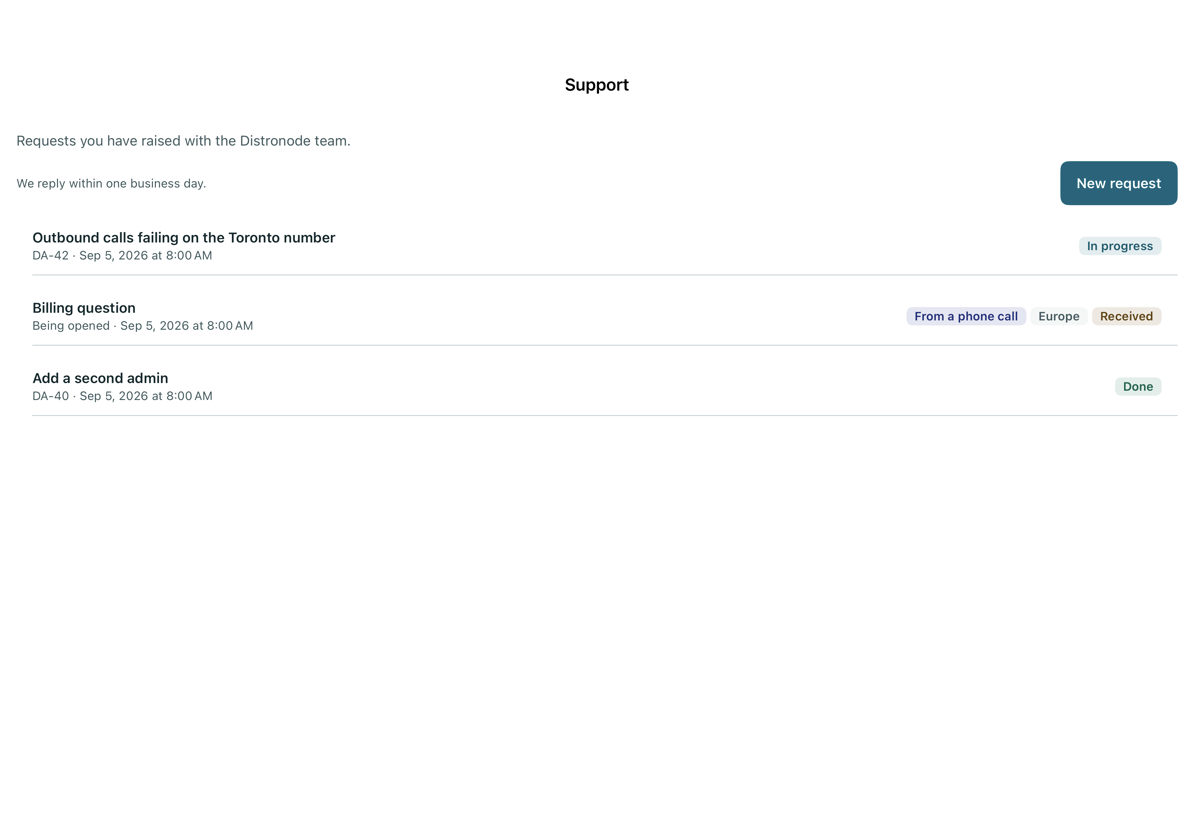 Support
Requests you have raised with the Distronode team.
We reply within one business day.
New request
Outbound calls failing on the Toronto number
DA-42 · Sep 5, 2026 at 8:00 AM
In progress
Billing question
Being opened · Sep 5, 2026 at 8:00 AM
From a phone call
Europe
Received
Add a second admin
DA-40 · Sep 5, 2026 at 8:00 AM
Done